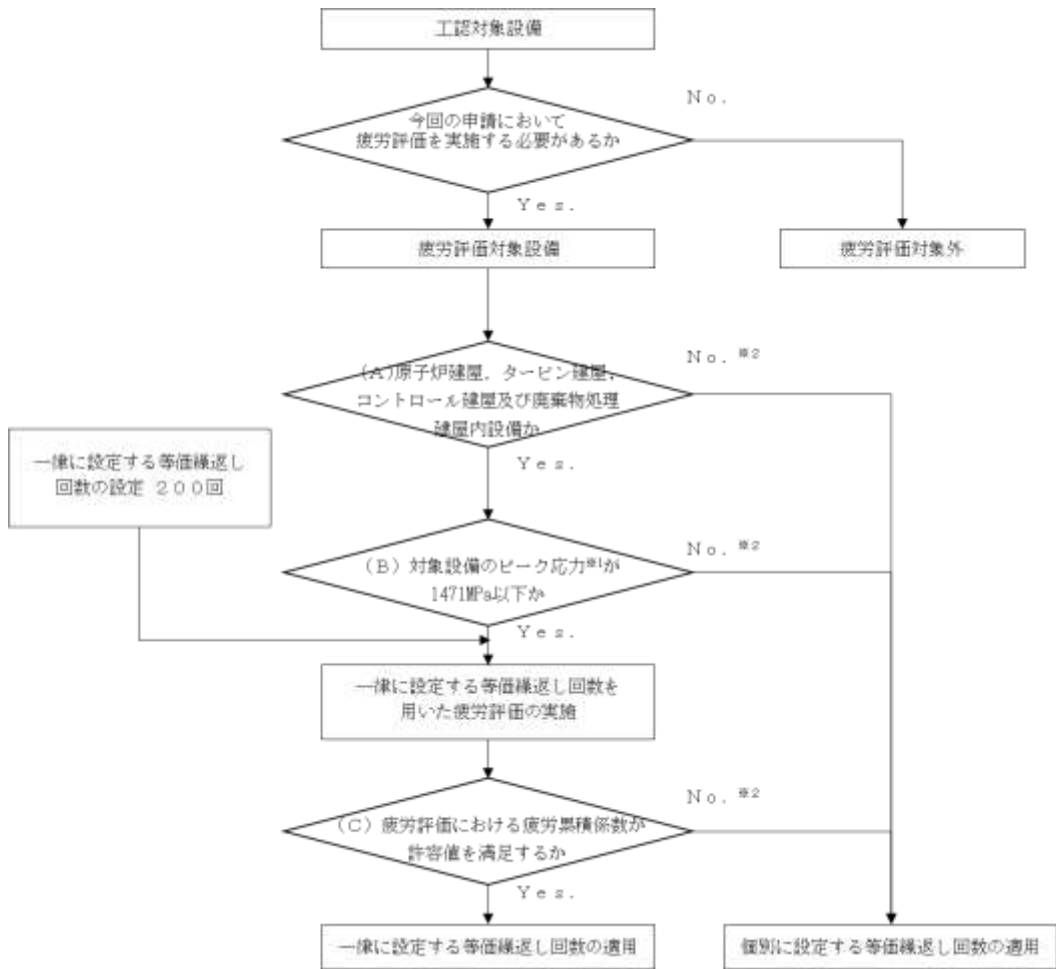 工認対象設備
No.
今回の申請において
疲労評価を実施する必要があるか
Yes.
疲労評価対象設備
疲労評価対象外
No.※2
(A)原子炉建屋，タービン建屋，
コントロール建屋及び廃棄物処理
建屋内設備か
Yes.
一律に設定する等価繰返し
回数の設定 200回
No.※2
(B)対象設備のピーク応力※1が
1471MPa以下か
Yes.
一律に設定する等価繰返し回数を
用いた疲労評価の実施
No.※2
(C)疲労評価における疲労累積係数が
許容値を満足するか
Yes.
一律に設定する等価繰返し回数の適用
個別に設定する等価繰返し回数の適用